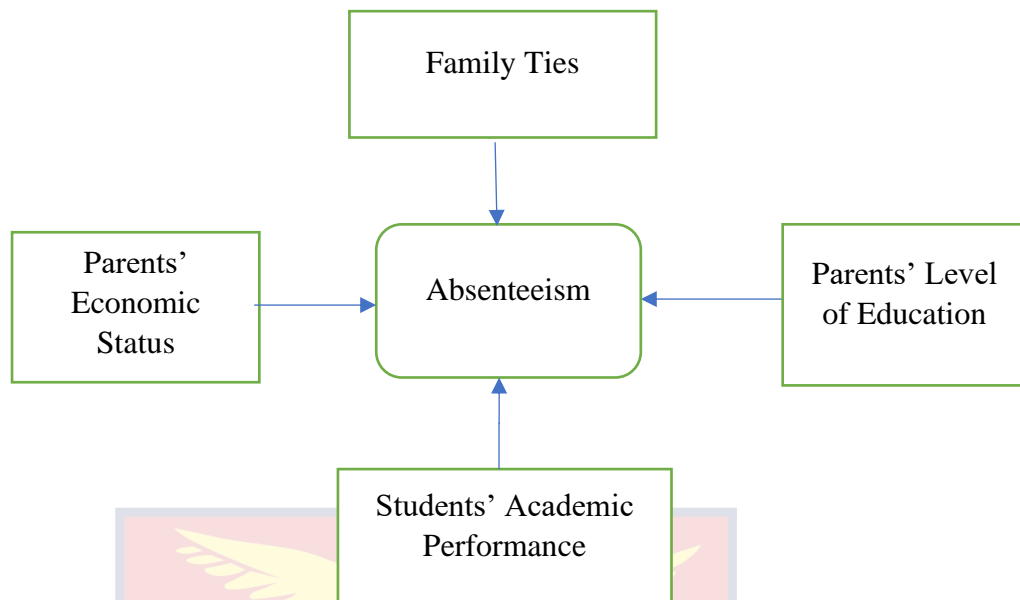 Family Ties
Parents’
Economic
Status
Absenteeism
Parents’ Level
of Education
Students’ Academic
Performance